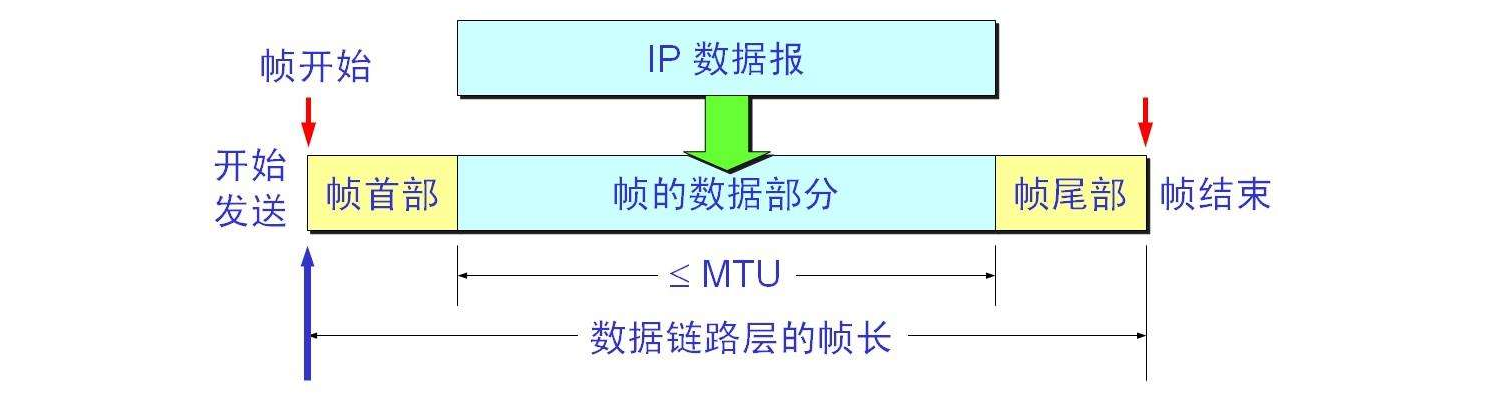 IP 数据报
帧开始
开始
发送
帧首部
帧的数据部分
帧尾部
帧结束
≤ MTU
数据链路层的帧长